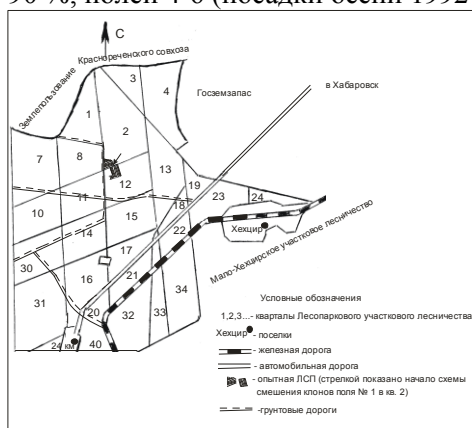 90 %, полей 4-6 (посадки осени 1992
С
Землепользование Краснореченского совхоза
3
4
Госземзапас
в Хабаровск
1
2
7
8
13
12
19
23
24
10
11
18
15
22
Хехцир
14
Мало-Хехцирское участковое лесничество
17
30
16
21
34
31
20
32
33
24 км
40
Условные обозначения
1,2,3...- кварталы Лесопаркового участкового лесничества
Хехцир - поселки
- железная дорога
- автомобильная дорога
- опытная ЛСП (стрелкой показано начало схемы
смешения клонов поля № 1 в кв. 2)
-грунтовые дороги